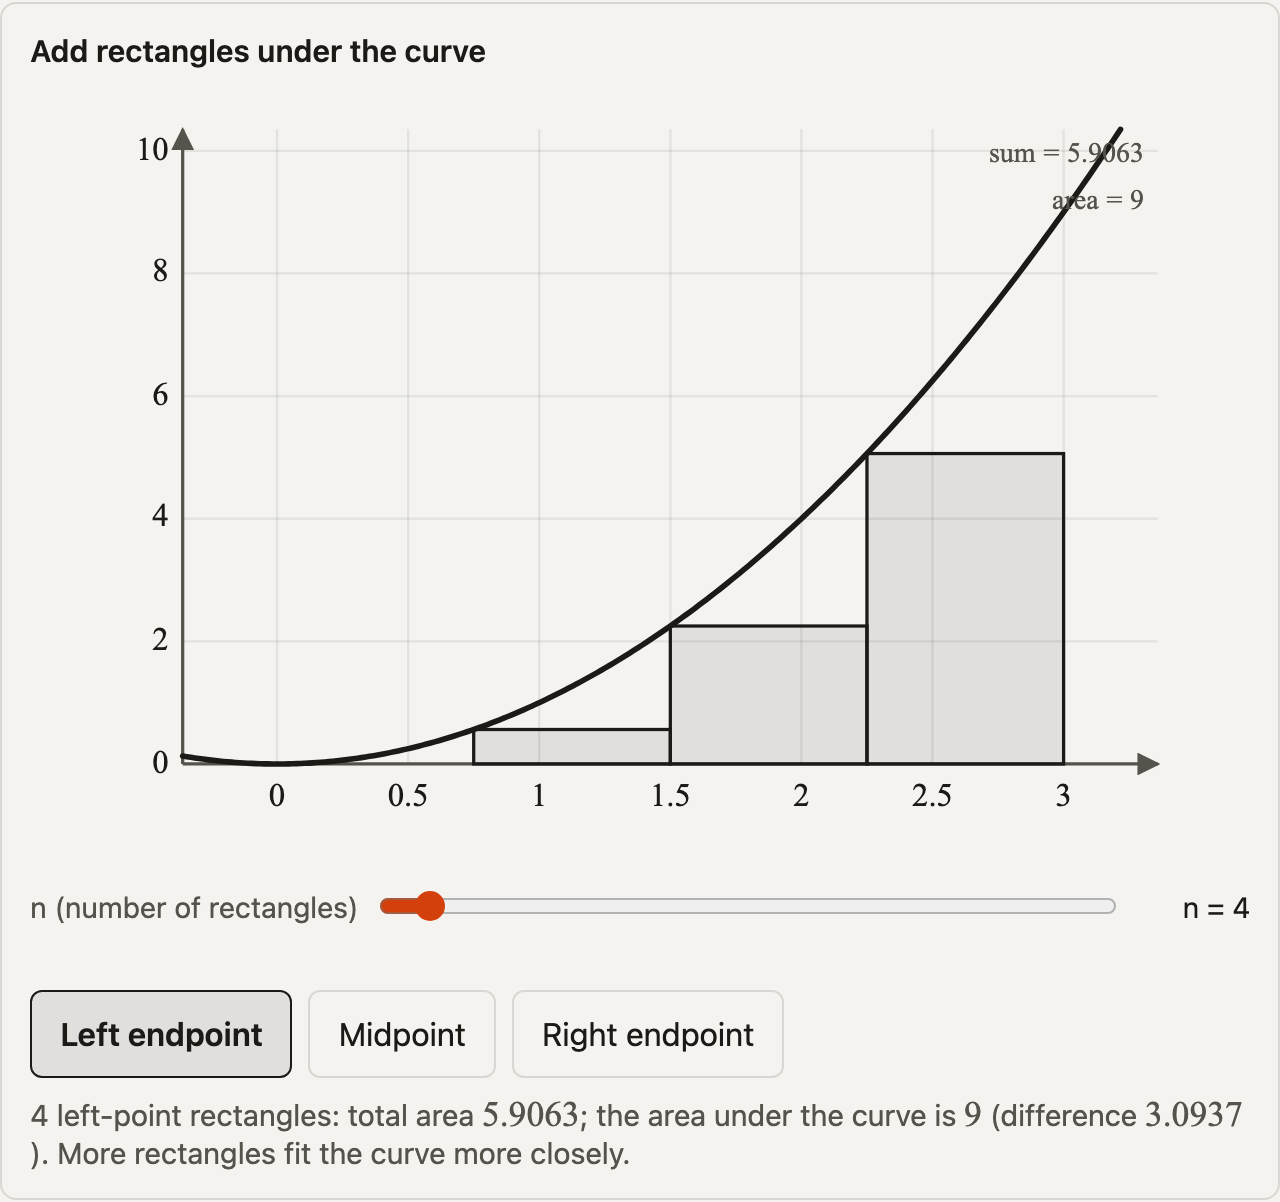 Add rectangles under the curve
10
sum = 5.9063
area = 9
8
6
4
2
0
0 0.5 1 1.5 2 2.5 3
n (number of rectangles) n = 4
Left endpoint Midpoint Right endpoint
4 left-point rectangles: total area 5.9063; the area under the curve is 9 (difference 3.0937
). More rectangles fit the curve more closely.